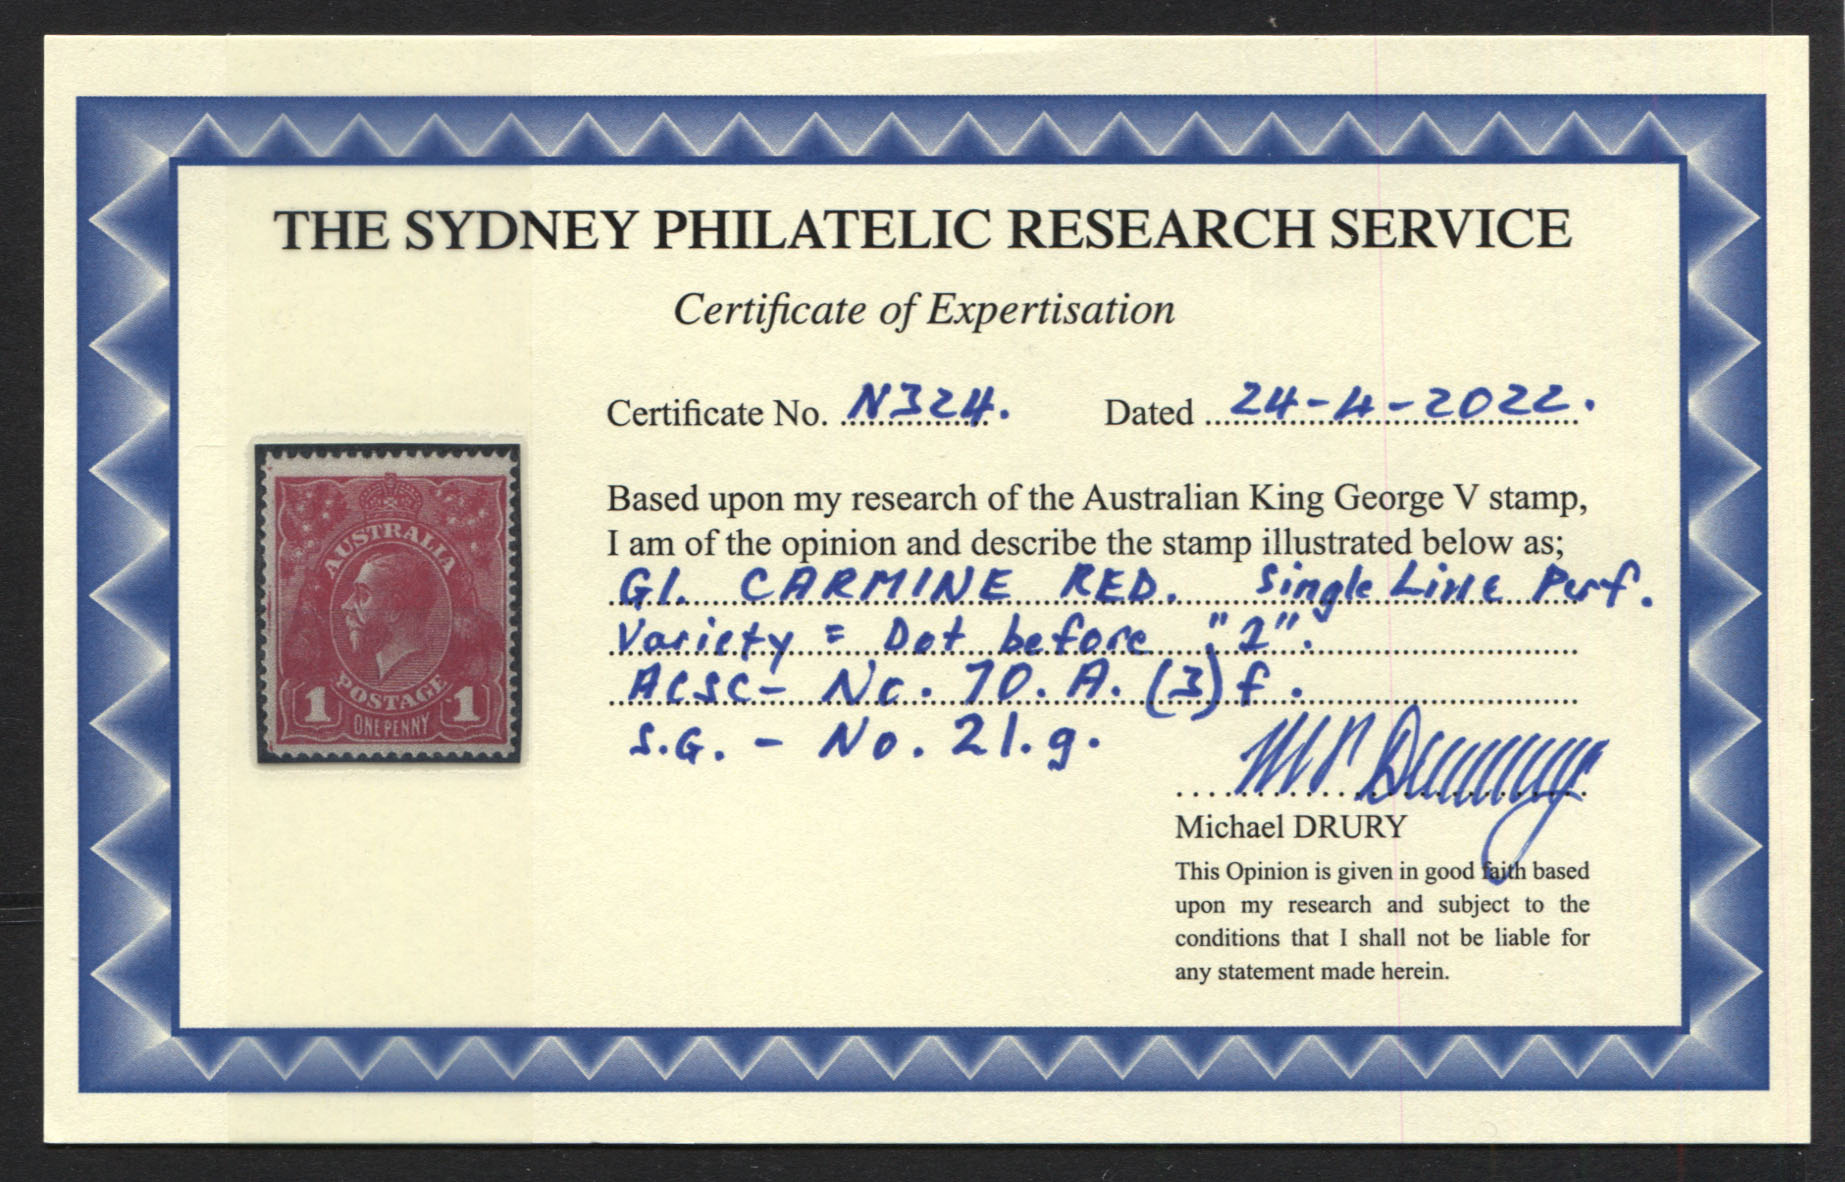 THE SYDNEY PHILATELIC RESEARCH SERVICE
Certificate of Expertisation
Certificate No. N324. Dated 24-4-2022.
Based upon my research of the Australian King George V stamp,
I am of the opinion and describe the stamp illustrated below as;
G1. CARMINE RED. Single Line Perf.
Variety = Dot before "1".
ACSC- No. 70.A.(3)f.
S.G. - No. 21.g.
AUSTRALIA
POSTAGE
1 ONE PENNY 1
M P Drury
Michael DRURY
This Opinion is given in good faith based
upon my research and subject to the
conditions that I shall not be liable for
any statement made herein.